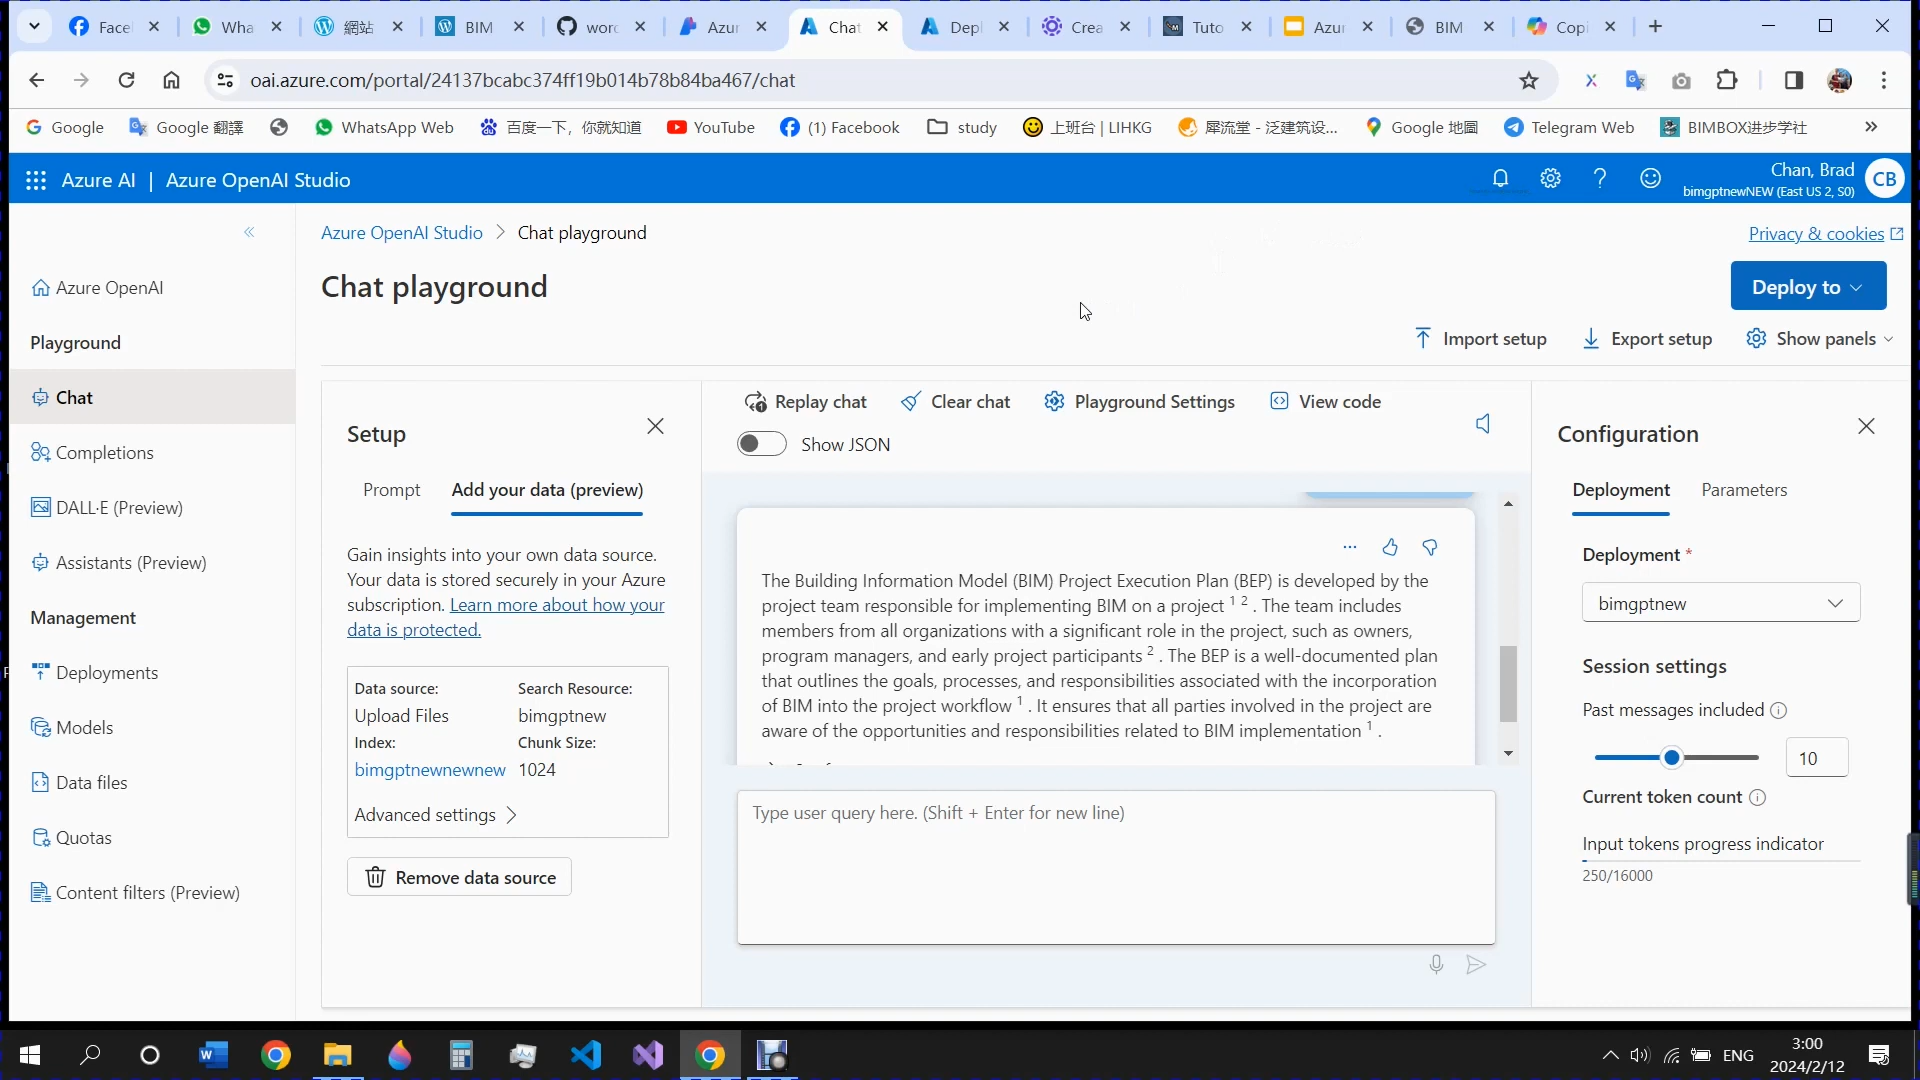 Facel
Wha
網站
BIM
worc
Azur
Chat
Depl
Crea
Tuto
Azur
BIM
Copi
oai.azure.com/portal/24137bcabc374ff19b014b78b84ba467/chat
Google
Google 翻譯
WhatsApp Web
百度一下，你就知道
YouTube
(1) Facebook
study
上班台 | LIHKG
犀流堂 - 泛建筑设...
Google 地圖
Telegram Web
BIMBOX进步学社
Azure AI | Azure OpenAI Studio
Chan, Brad
bimgptnewNEW (East US 2, S0)
CB
Azure OpenAI
Playground
Chat
Completions
DALL·E (Preview)
Assistants (Preview)
Management
Deployments
Models
Data files
Quotas
Content filters (Preview)
Azure OpenAI Studio > Chat playground
Privacy & cookies
Chat playground
Deploy to
Import setup
Export setup
Show panels
Setup
Prompt
Add your data (preview)
Gain insights into your own data source.
Your data is stored securely in your Azure
subscription. Learn more about how your
data is protected.
Data source:
Upload Files
Search Resource:
bimgptnew
Index:
bimgptnewnewnew
Chunk Size:
1024
Advanced settings
Remove data source
Replay chat
Clear chat
Playground Settings
View code
Show JSON
The Building Information Model (BIM) Project Execution Plan (BEP) is developed by the
project team responsible for implementing BIM on a project 1 2 . The team includes
members from all organizations with a significant role in the project, such as owners,
program managers, and early project participants 2 . The BEP is a well-documented plan
that outlines the goals, processes, and responsibilities associated with the incorporation
of BIM into the project workflow 1 . It ensures that all parties involved in the project are
aware of the opportunities and responsibilities related to BIM implementation 1 .
Type user query here. (Shift + Enter for new line)
Configuration
Deployment
Parameters
Deployment *
bimgptnew
Session settings
Past messages included
10
Current token count
Input tokens progress indicator
250/16000
ENG
3:00
2024/2/12